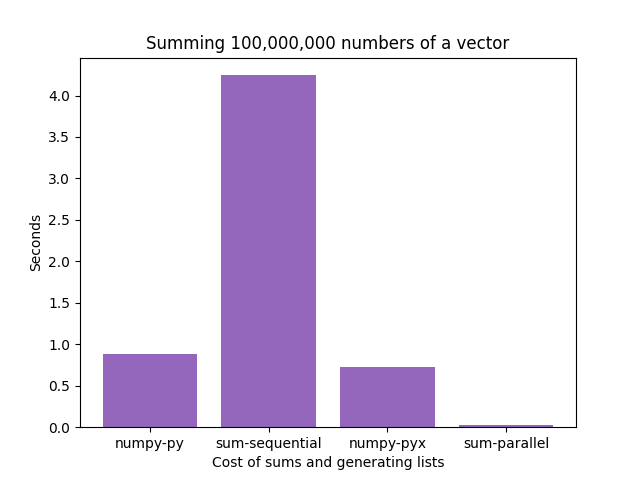 Summing 100,000,000 numbers of a vector
Seconds
4.0
3.5
3.0
2.5
2.0
1.5
1.0
0.5
0.0
numpy-py sum-sequential numpy-pyx sum-parallel
Cost of sums and generating lists